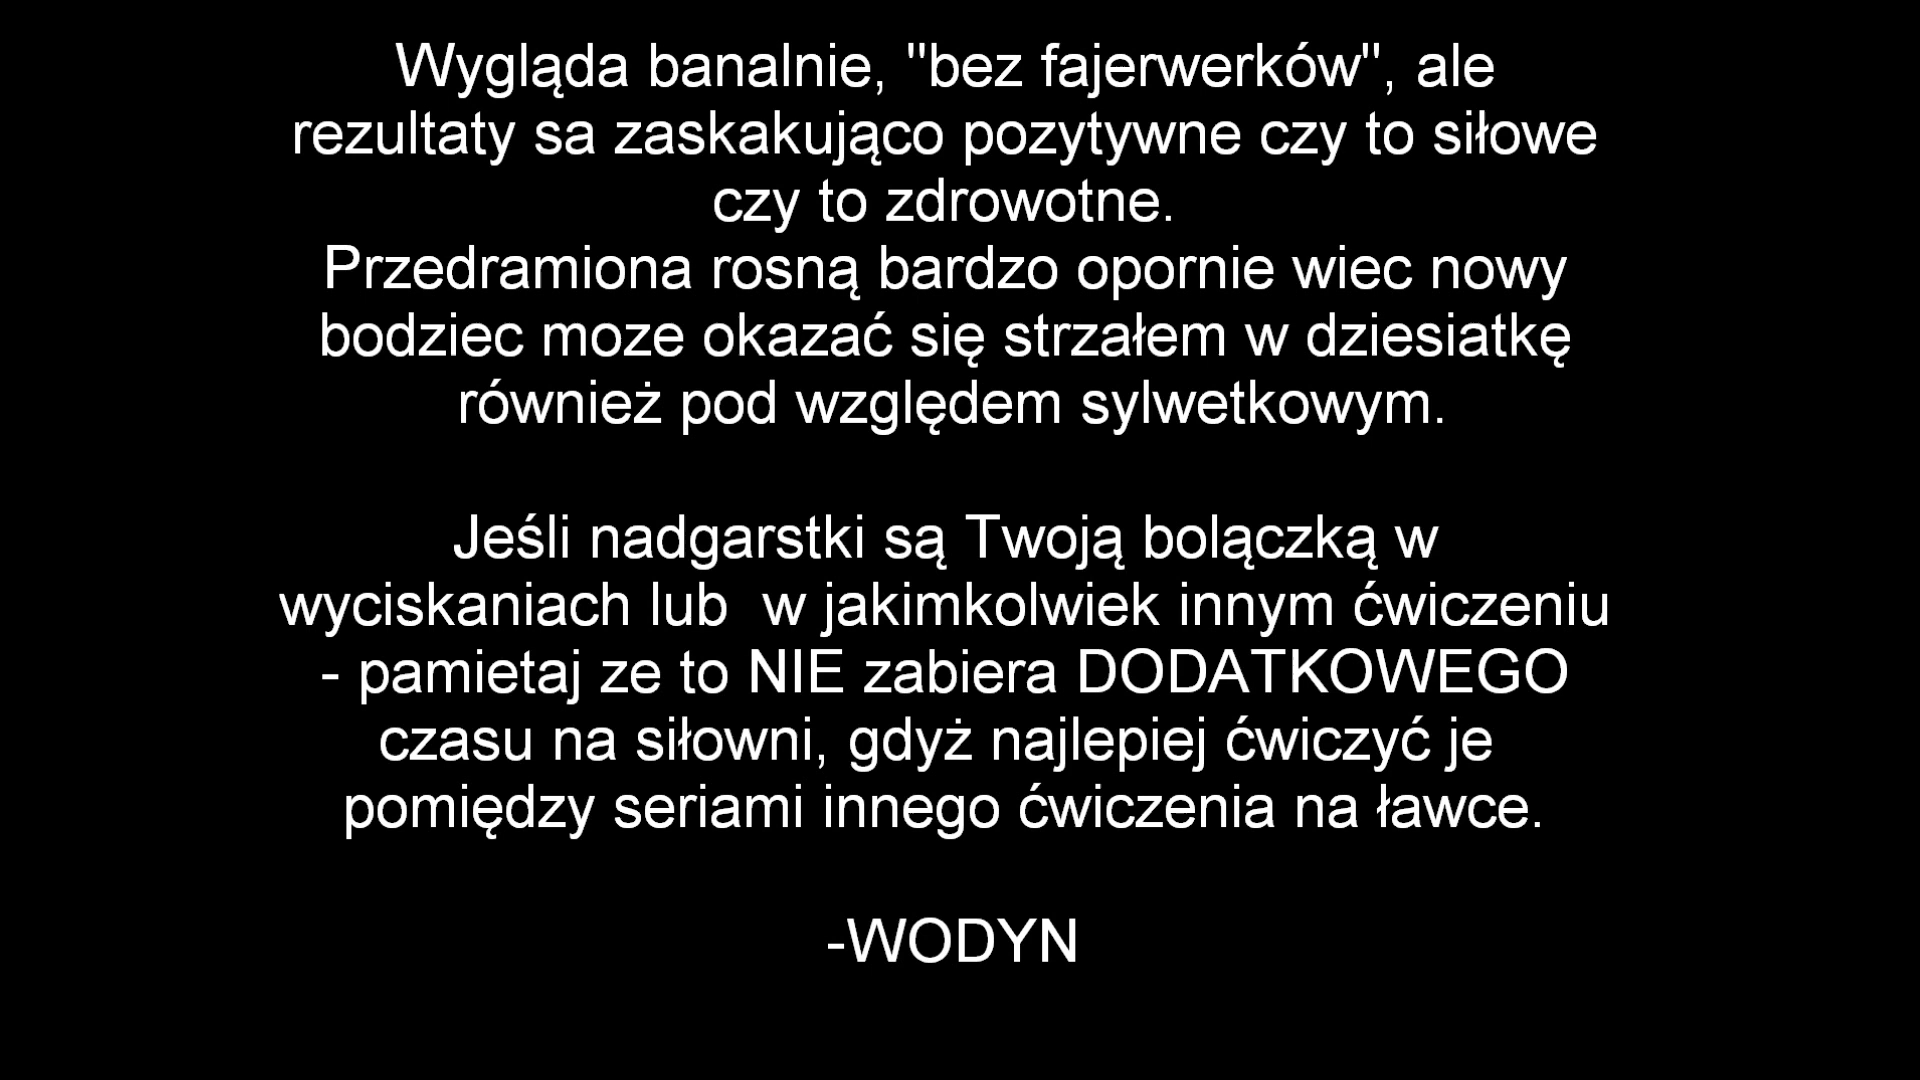 Wygląda banalnie, "bez fajerwerków", ale
rezultaty sa zaskakująco pozytywne czy to siłowe
czy to zdrowotne.
Przedramiona rosną bardzo opornie wiec nowy
bodziec moze okazać się strzałem w dziesiatkę
również pod względem sylwetkowym.
Jeśli nadgarstki są Twoją bolączką w
wyciskaniach lub  w jakimkolwiek innym ćwiczeniu
- pamietaj ze to NIE zabiera DODATKOWEGO
czasu na siłowni, gdyż najlepiej ćwiczyć je
pomiędzy seriami innego ćwiczenia na ławce.
-WODYN